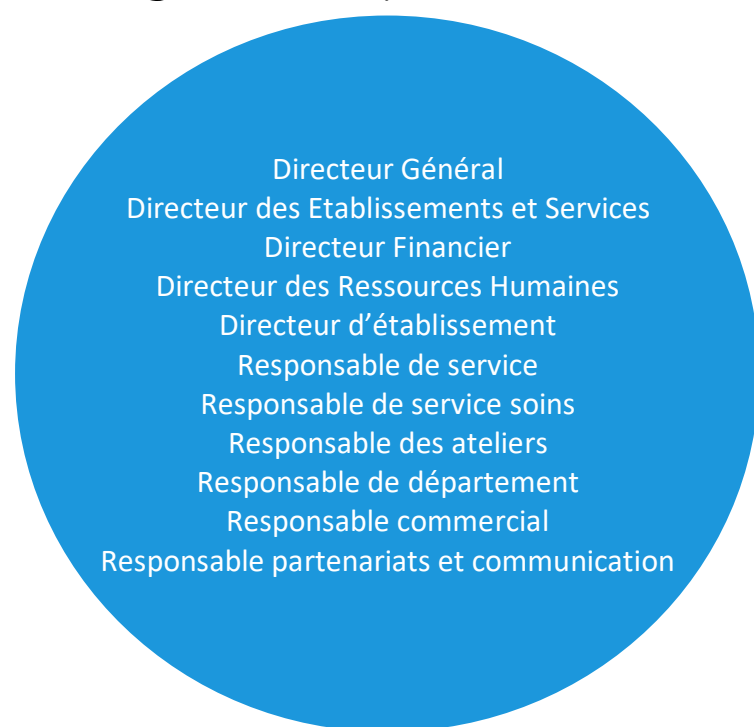 Directeur Général
Directeur des Etablissements et Services
Directeur Financier
Directeur des Ressources Humaines
Directeur d’établissement
Responsable de service
Responsable de service soins
Responsable des ateliers
Responsable de département
Responsable commercial
Responsable partenariats et communication